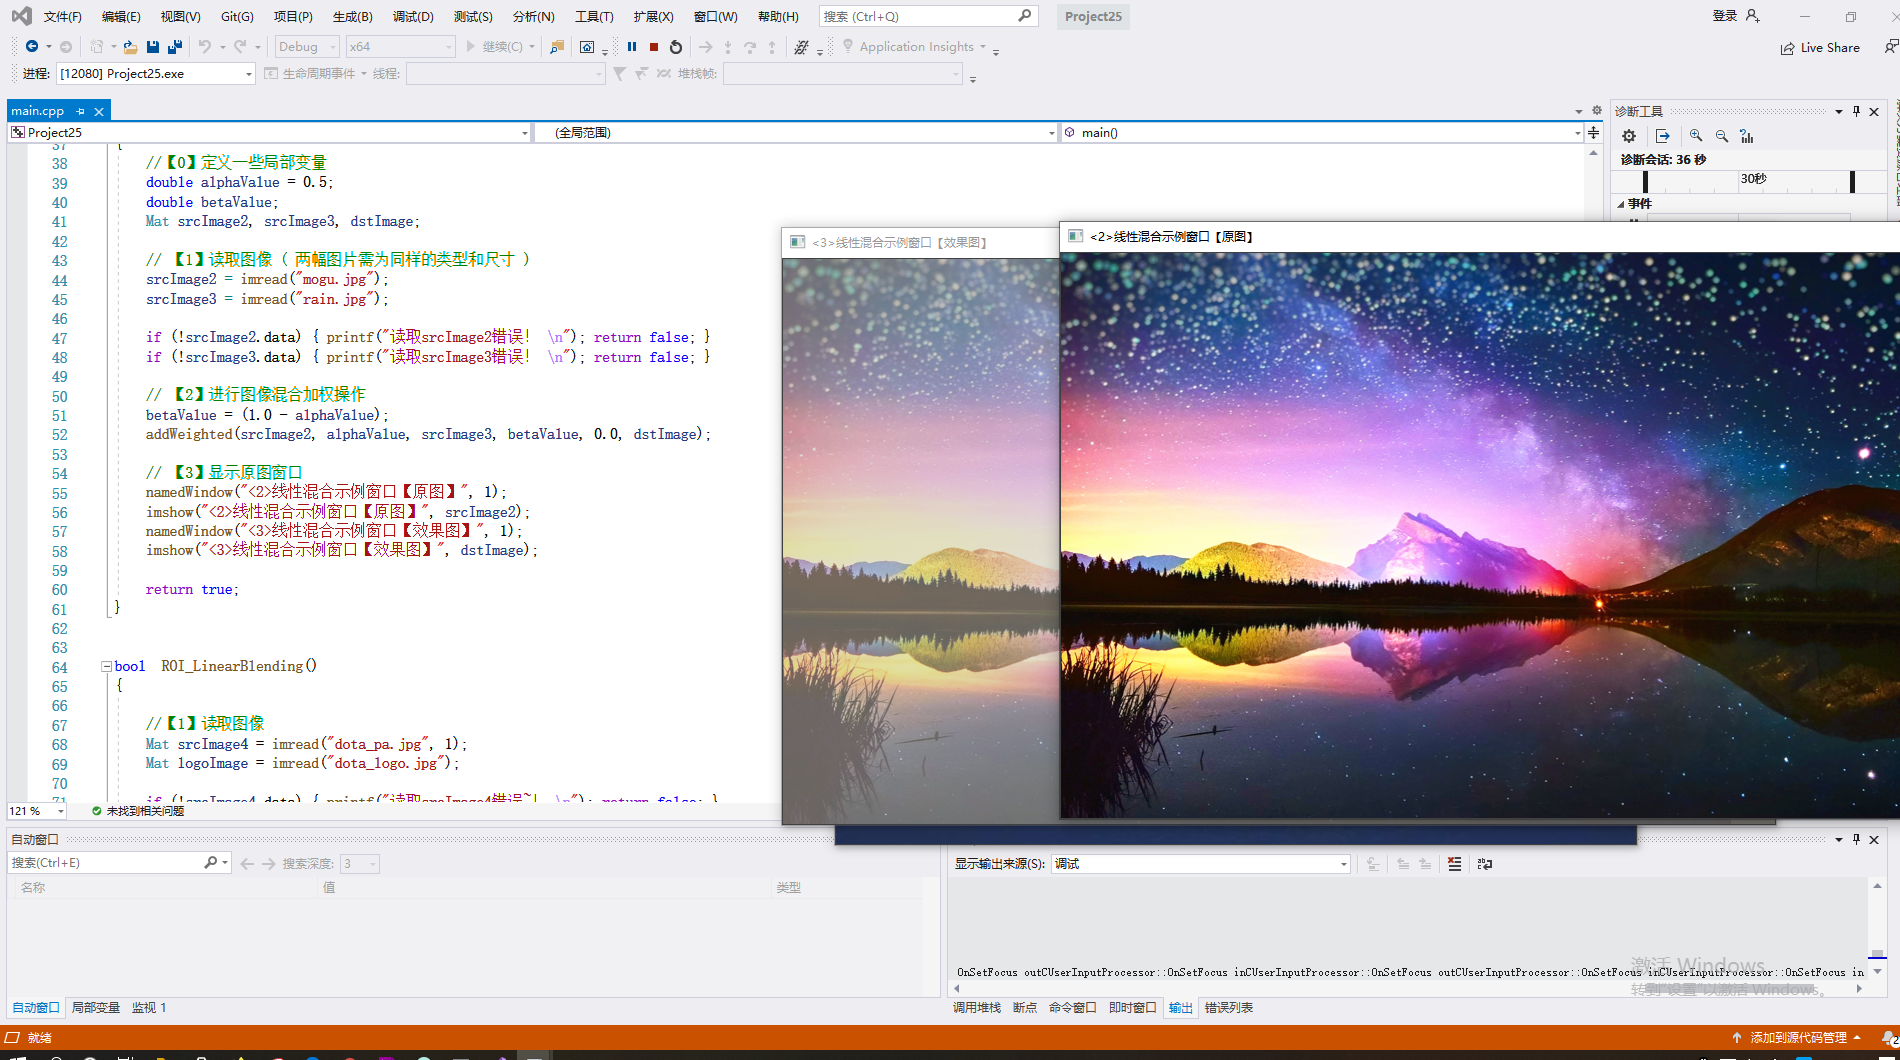 文件(F) 编辑(E) 视图(V) Git(G) 项目(P) 生成(B) 调试(D) 测试(S) 分析(N) 工具(T) 扩展(X) 窗口(W) 帮助(H) 搜索 (Ctrl+Q) Project25 登录
Debug x64 继续(C) Application Insights Live Share
进程: [12080] Project25.exe 生命周期事件 线程: 堆栈帧:
main.cpp
Project25 (全局范围) main()
37 {
38 //【0】定义一些局部变量
39 double alphaValue = 0.5;
40 double betaValue;
41 Mat srcImage2, srcImage3, dstImage;
42
43 // 【1】读取图像 ( 两幅图片需为同样的类型和尺寸 )
44 srcImage2 = imread("mogu.jpg");
45 srcImage3 = imread("rain.jpg");
46
47 if (!srcImage2.data) { printf("读取srcImage2错误! \n"); return false; }
48 if (!srcImage3.data) { printf("读取srcImage3错误! \n"); return false; }
49
50 // 【2】进行图像混合加权操作
51 betaValue = (1.0 - alphaValue);
52 addWeighted(srcImage2, alphaValue, srcImage3, betaValue, 0.0, dstImage);
53
54 // 【3】显示原图窗口
55 namedWindow("<2>线性混合示例窗口【原图】", 1);
56 imshow("<2>线性混合示例窗口【原图】", srcImage2);
57 namedWindow("<3>线性混合示例窗口【效果图】", 1);
58 imshow("<3>线性混合示例窗口【效果图】", dstImage);
59
60 return true;
61 }
62
63
64 bool ROI_LinearBlending()
65 {
66
67 //【1】读取图像
68 Mat srcImage4 = imread("dota_pa.jpg", 1);
69 Mat logoImage = imread("dota_logo.jpg");
70
71 if (!srcImage4.data) { printf("读取srcImage4错误~! \n"); return false; }
121 % 未找到相关问题
<3>线性混合示例窗口【效果图】
<2>线性混合示例窗口【原图】
诊断工具
诊断会话: 36 秒
30秒
事件
自动窗口
搜索(Ctrl+E) 搜索深度: 3
名称 值 类型
自动窗口 局部变量 监视 1
显示输出来源(S): 调试
OnSetFocus outCUserInputProcessor::OnSetFocus inCUserInputProcessor::OnSetFocus outCUserInputProcessor::OnSetFocus inCUserInputProcessor::OnSetFocus in
激活 Windows
转到"设置"以激活 Windows。
调用堆栈 断点 命令窗口 即时窗口 输出 错误列表
就绪 添加到源代码管理